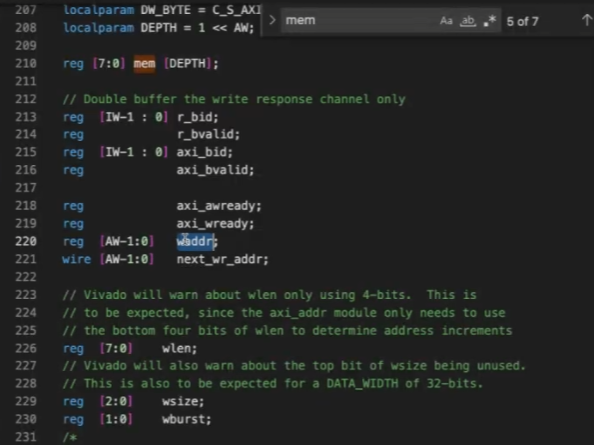 207 localparam DW_BYTE = C_S_AXI
mem Aa ab .* 5 of 7
208 localparam DEPTH = 1 << AW;
209
210 reg [7:0] mem [DEPTH];
211
212 // Double buffer the write response channel only
213 reg [IW-1 : 0] r_bid;
214 reg r_bvalid;
215 reg [IW-1 : 0] axi_bid;
216 reg axi_bvalid;
217
218 reg axi_awready;
219 reg axi_wready;
220 reg [AW-1:0] waddr;
221 wire [AW-1:0] next_wr_addr;
222
223 // Vivado will warn about wlen only using 4-bits. This is
224 // to be expected, since the axi_addr module only needs to use
225 // the bottom four bits of wlen to determine address increments
226 reg [7:0] wlen;
227 // Vivado will also warn about the top bit of wsize being unused.
228 // This is also to be expected for a DATA_WIDTH of 32-bits.
229 reg [2:0] wsize;
230 reg [1:0] wburst;
231 /*